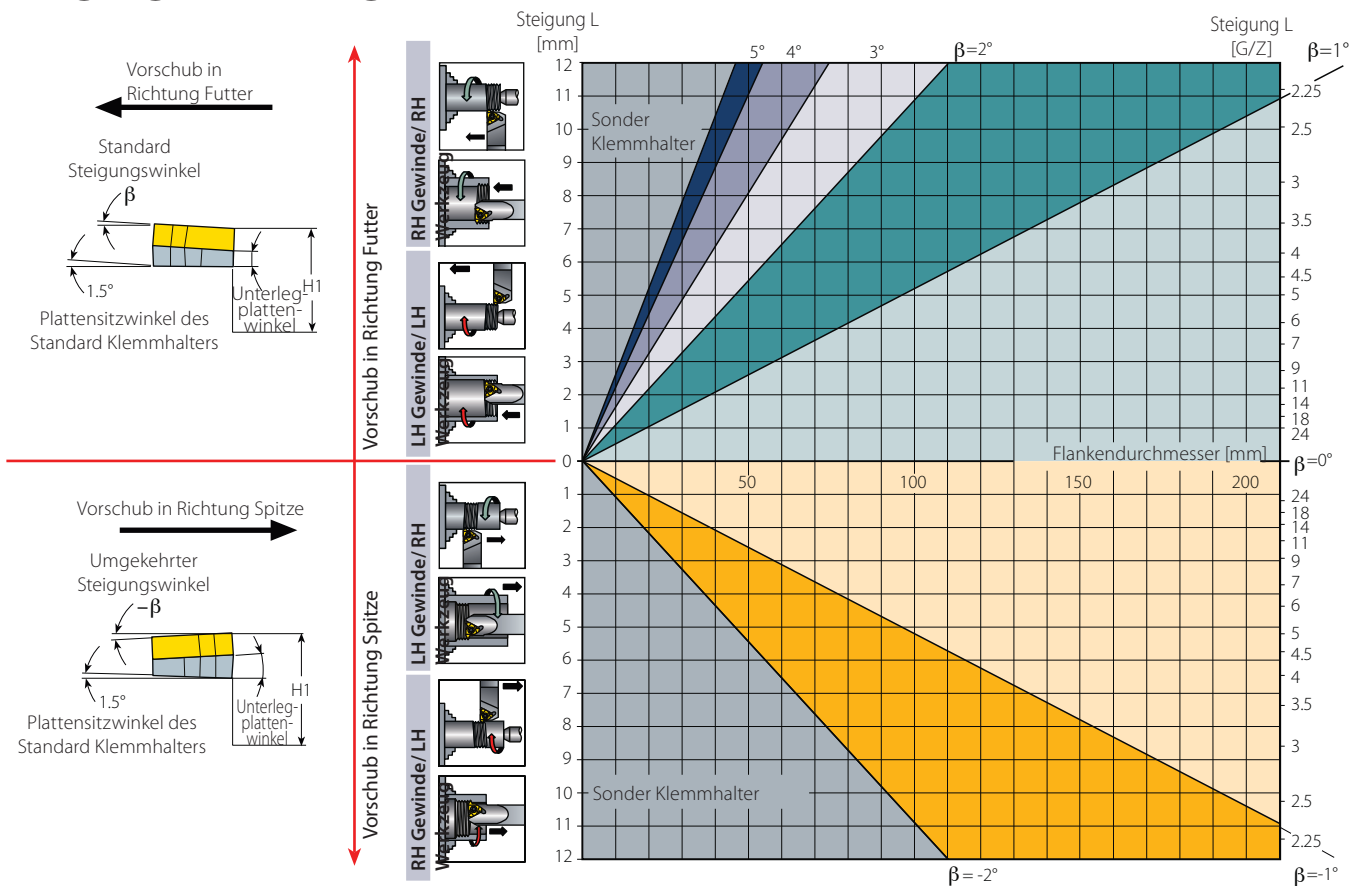 Steigung L
[mm]
Steigung L
[G/Z]
5°
4°
3°
β=2°
β=1°
Vorschub in
Richtung Futter
Standard
Steigungswinkel
β
1.5°
Unterleg-
platten-
winkel
H1
Plattensitzwinkel des
Standard Klemmhalters
Vorschub in Richtung Futter
RH Gewinde/ RH
Werkzeug
LH Gewinde/ LH
Werkzeug
Sonder
Klemmhalter
12
11
10
9
8
7
6
5
4
3
2
1
0
2.25
2.5
3
3.5
4
4.5
5
6
7
9
11
14
18
24
Flankendurchmesser [mm]
β=0°
50
100
150
200
Vorschub in Richtung Spitze
Umgekehrter
Steigungswinkel
–β
1.5°
Unterleg-
platten-
winkel
H1
Plattensitzwinkel des
Standard Klemmhalters
Vorschub in Richtung Spitze
LH Gewinde/ RH
Werkzeug
RH Gewinde/ LH
Werkzeug
1
2
3
4
5
6
7
8
9
10
11
12
Sonder Klemmhalter
24
18
14
11
9
7
6
5
4.5
4
3.5
3
2.5
2.25
β = -2°
β=-1°